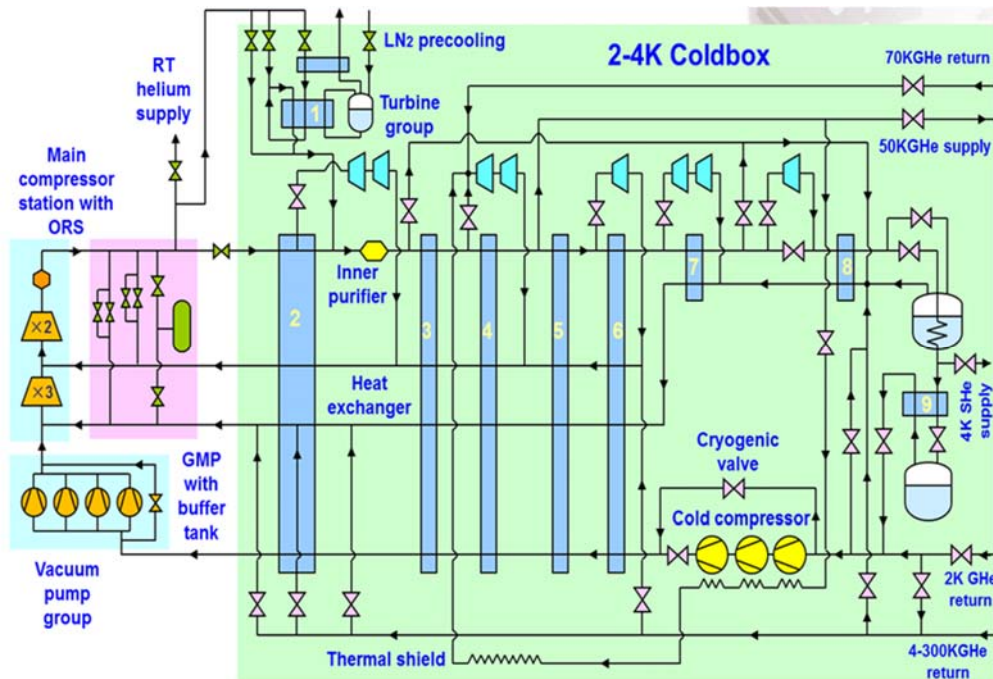 LN2 precooling
2-4K Coldbox
RT
helium
supply
70KGHe return
Turbine
group
1
50KGHe supply
Main
compressor
station with
ORS
Inner
purifier
2
3
4
5
6
7
8
×2
×3
Heat
exchanger
9
4K SHe
supply
GMP
with
buffer
tank
Cryogenic
valve
Cold compressor
Vacuum
pump
group
2K GHe
return
Thermal shield
4-300KGHe
return